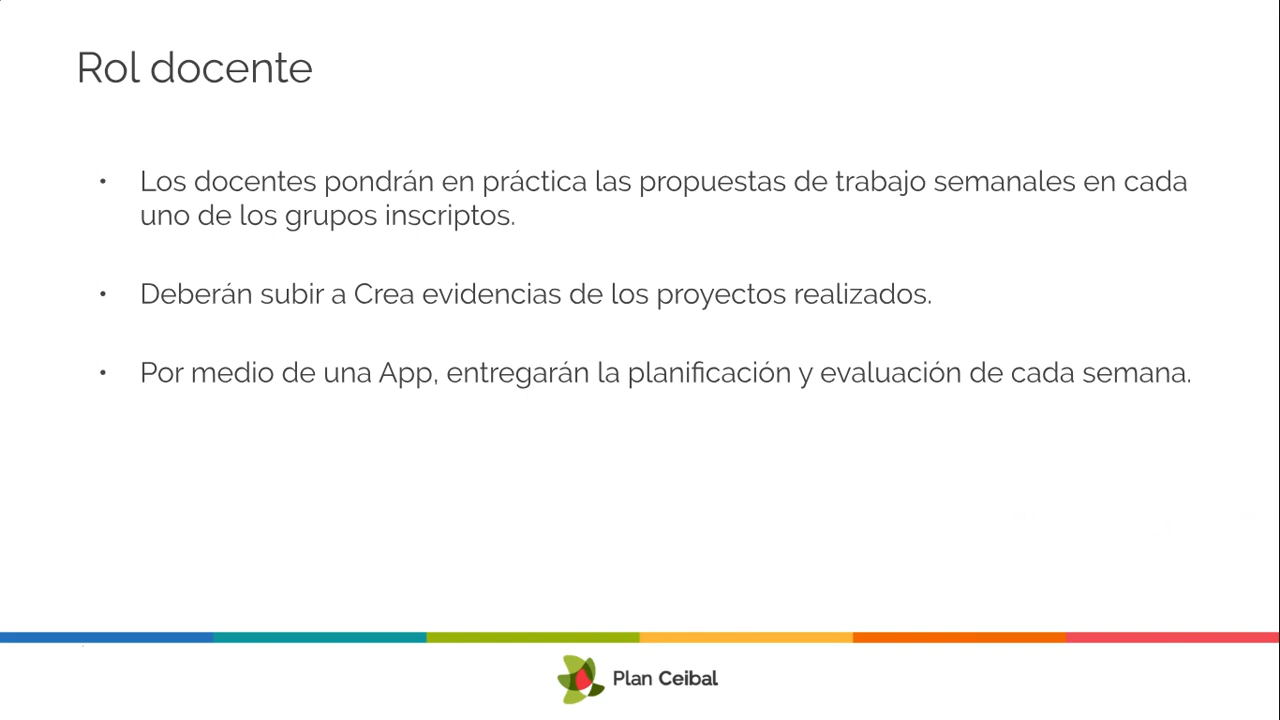 Rol docente
• Los docentes pondrán en práctica las propuestas de trabajo semanales en cada
uno de los grupos inscriptos.
• Deberán subir a Crea evidencias de los proyectos realizados.
• Por medio de una App, entregarán la planificación y evaluación de cada semana.
Plan Ceibal